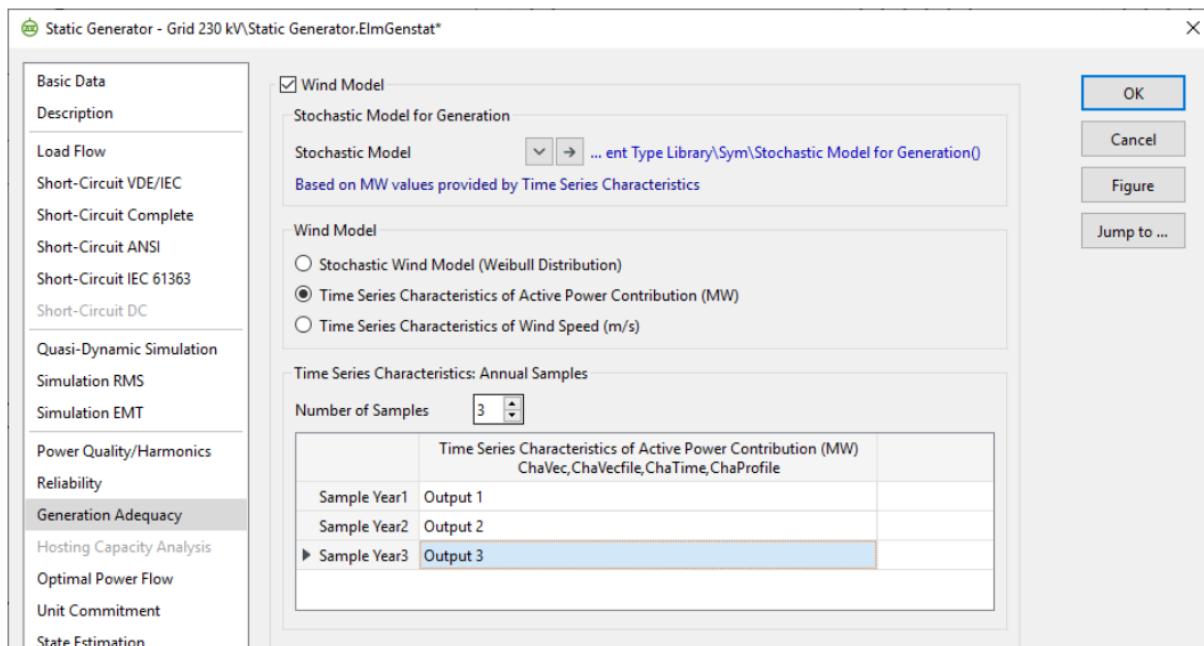 Static Generator - Grid 230 kV\Static Generator.ElmGenstat*
Basic Data
Description
Load Flow
Short-Circuit VDE/IEC
Short-Circuit Complete
Short-Circuit ANSI
Short-Circuit IEC 61363
Short-Circuit DC
Quasi-Dynamic Simulation
Simulation RMS
Simulation EMT
Power Quality/Harmonics
Reliability
Generation Adequacy
Hosting Capacity Analysis
Optimal Power Flow
Unit Commitment
State Estimation
Wind Model
Stochastic Model for Generation
Stochastic Model ... ent Type Library\Sym\Stochastic Model for Generation()
Based on MW values provided by Time Series Characteristics
Wind Model
Stochastic Wind Model (Weibull Distribution)
Time Series Characteristics of Active Power Contribution (MW)
Time Series Characteristics of Wind Speed (m/s)
Time Series Characteristics: Annual Samples
Number of Samples 3
Time Series Characteristics of Active Power Contribution (MW)
ChaVec,ChaVecfile,ChaTime,ChaProfile
Sample Year1 Output 1
Sample Year2 Output 2
Sample Year3 Output 3
OK
Cancel
Figure
Jump to ...